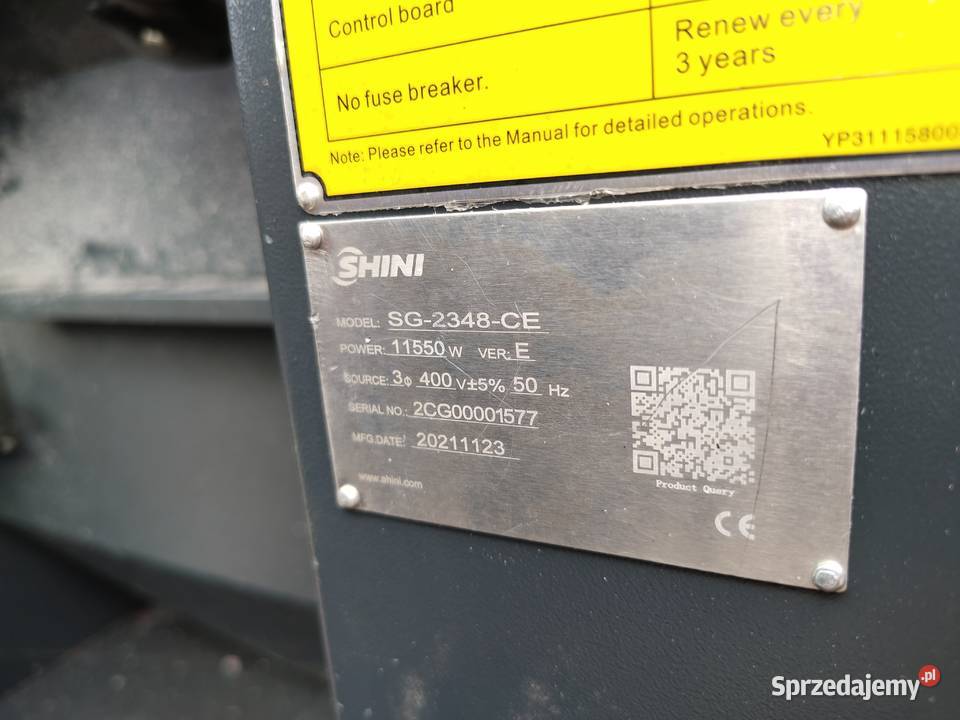 Control board
Renew every
3 years
No fuse breaker.
Note: Please refer to the Manual for detailed operations.
SHINI
MODEL: SG-2348-CE
POWER: 11550 W VER: E
SOURCE: 3Φ 400 V±5% 50 Hz
SERIAL NO.: 2CG00001577
MFG.DATE: 20211123
www.shini.com
Product Query
CE
Sprzedajemy.pl